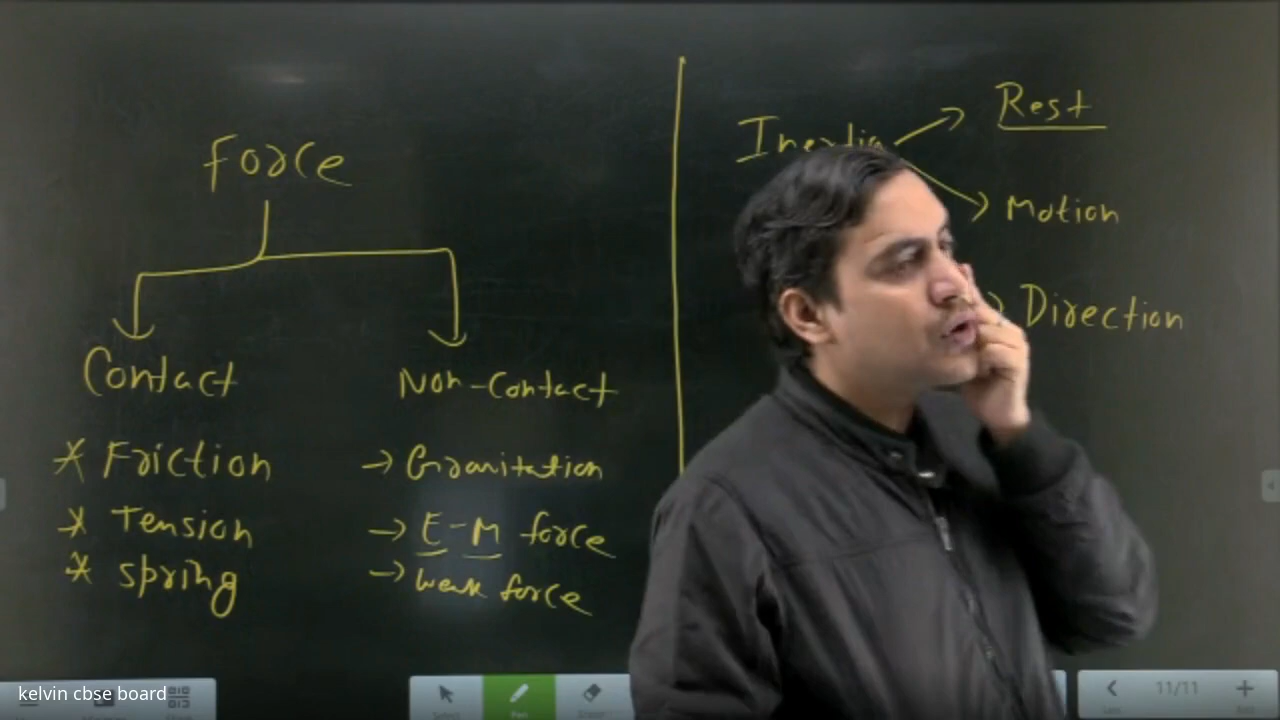 Force
Contact
* Friction
* Tension
* spring
Non-Contact
→ Gravitation
→ E-M force
→ weak force
Inertia
Rest
Motion
Direction
kelvin cbse board
11/11